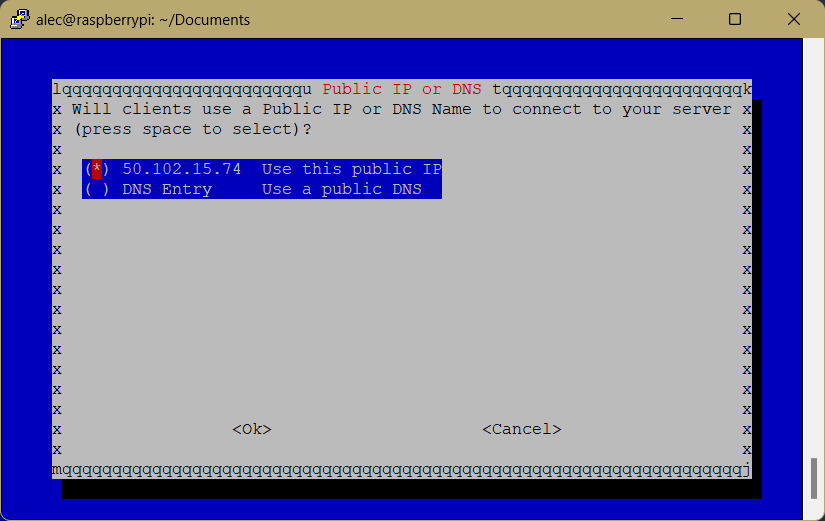 alec@raspberrypi: ~/Documents
lqqqqqqqqqqqqqqqqqqqqqqqqu Public IP or DNS tqqqqqqqqqqqqqqqqqqqqqqqqk
x Will clients use a Public IP or DNS Name to connect to your server x
x (press space to select)? x
x x
x (*) 50.102.15.74 Use this public IP x
x ( ) DNS Entry Use a public DNS x
x x
x x
x x
x x
x x
x x
x x
x x
x x
x x
x x
x <Ok> <Cancel> x
x x
mqqqqqqqqqqqqqqqqqqqqqqqqqqqqqqqqqqqqqqqqqqqqqqqqqqqqqqqqqqqqqqqqqqqqj